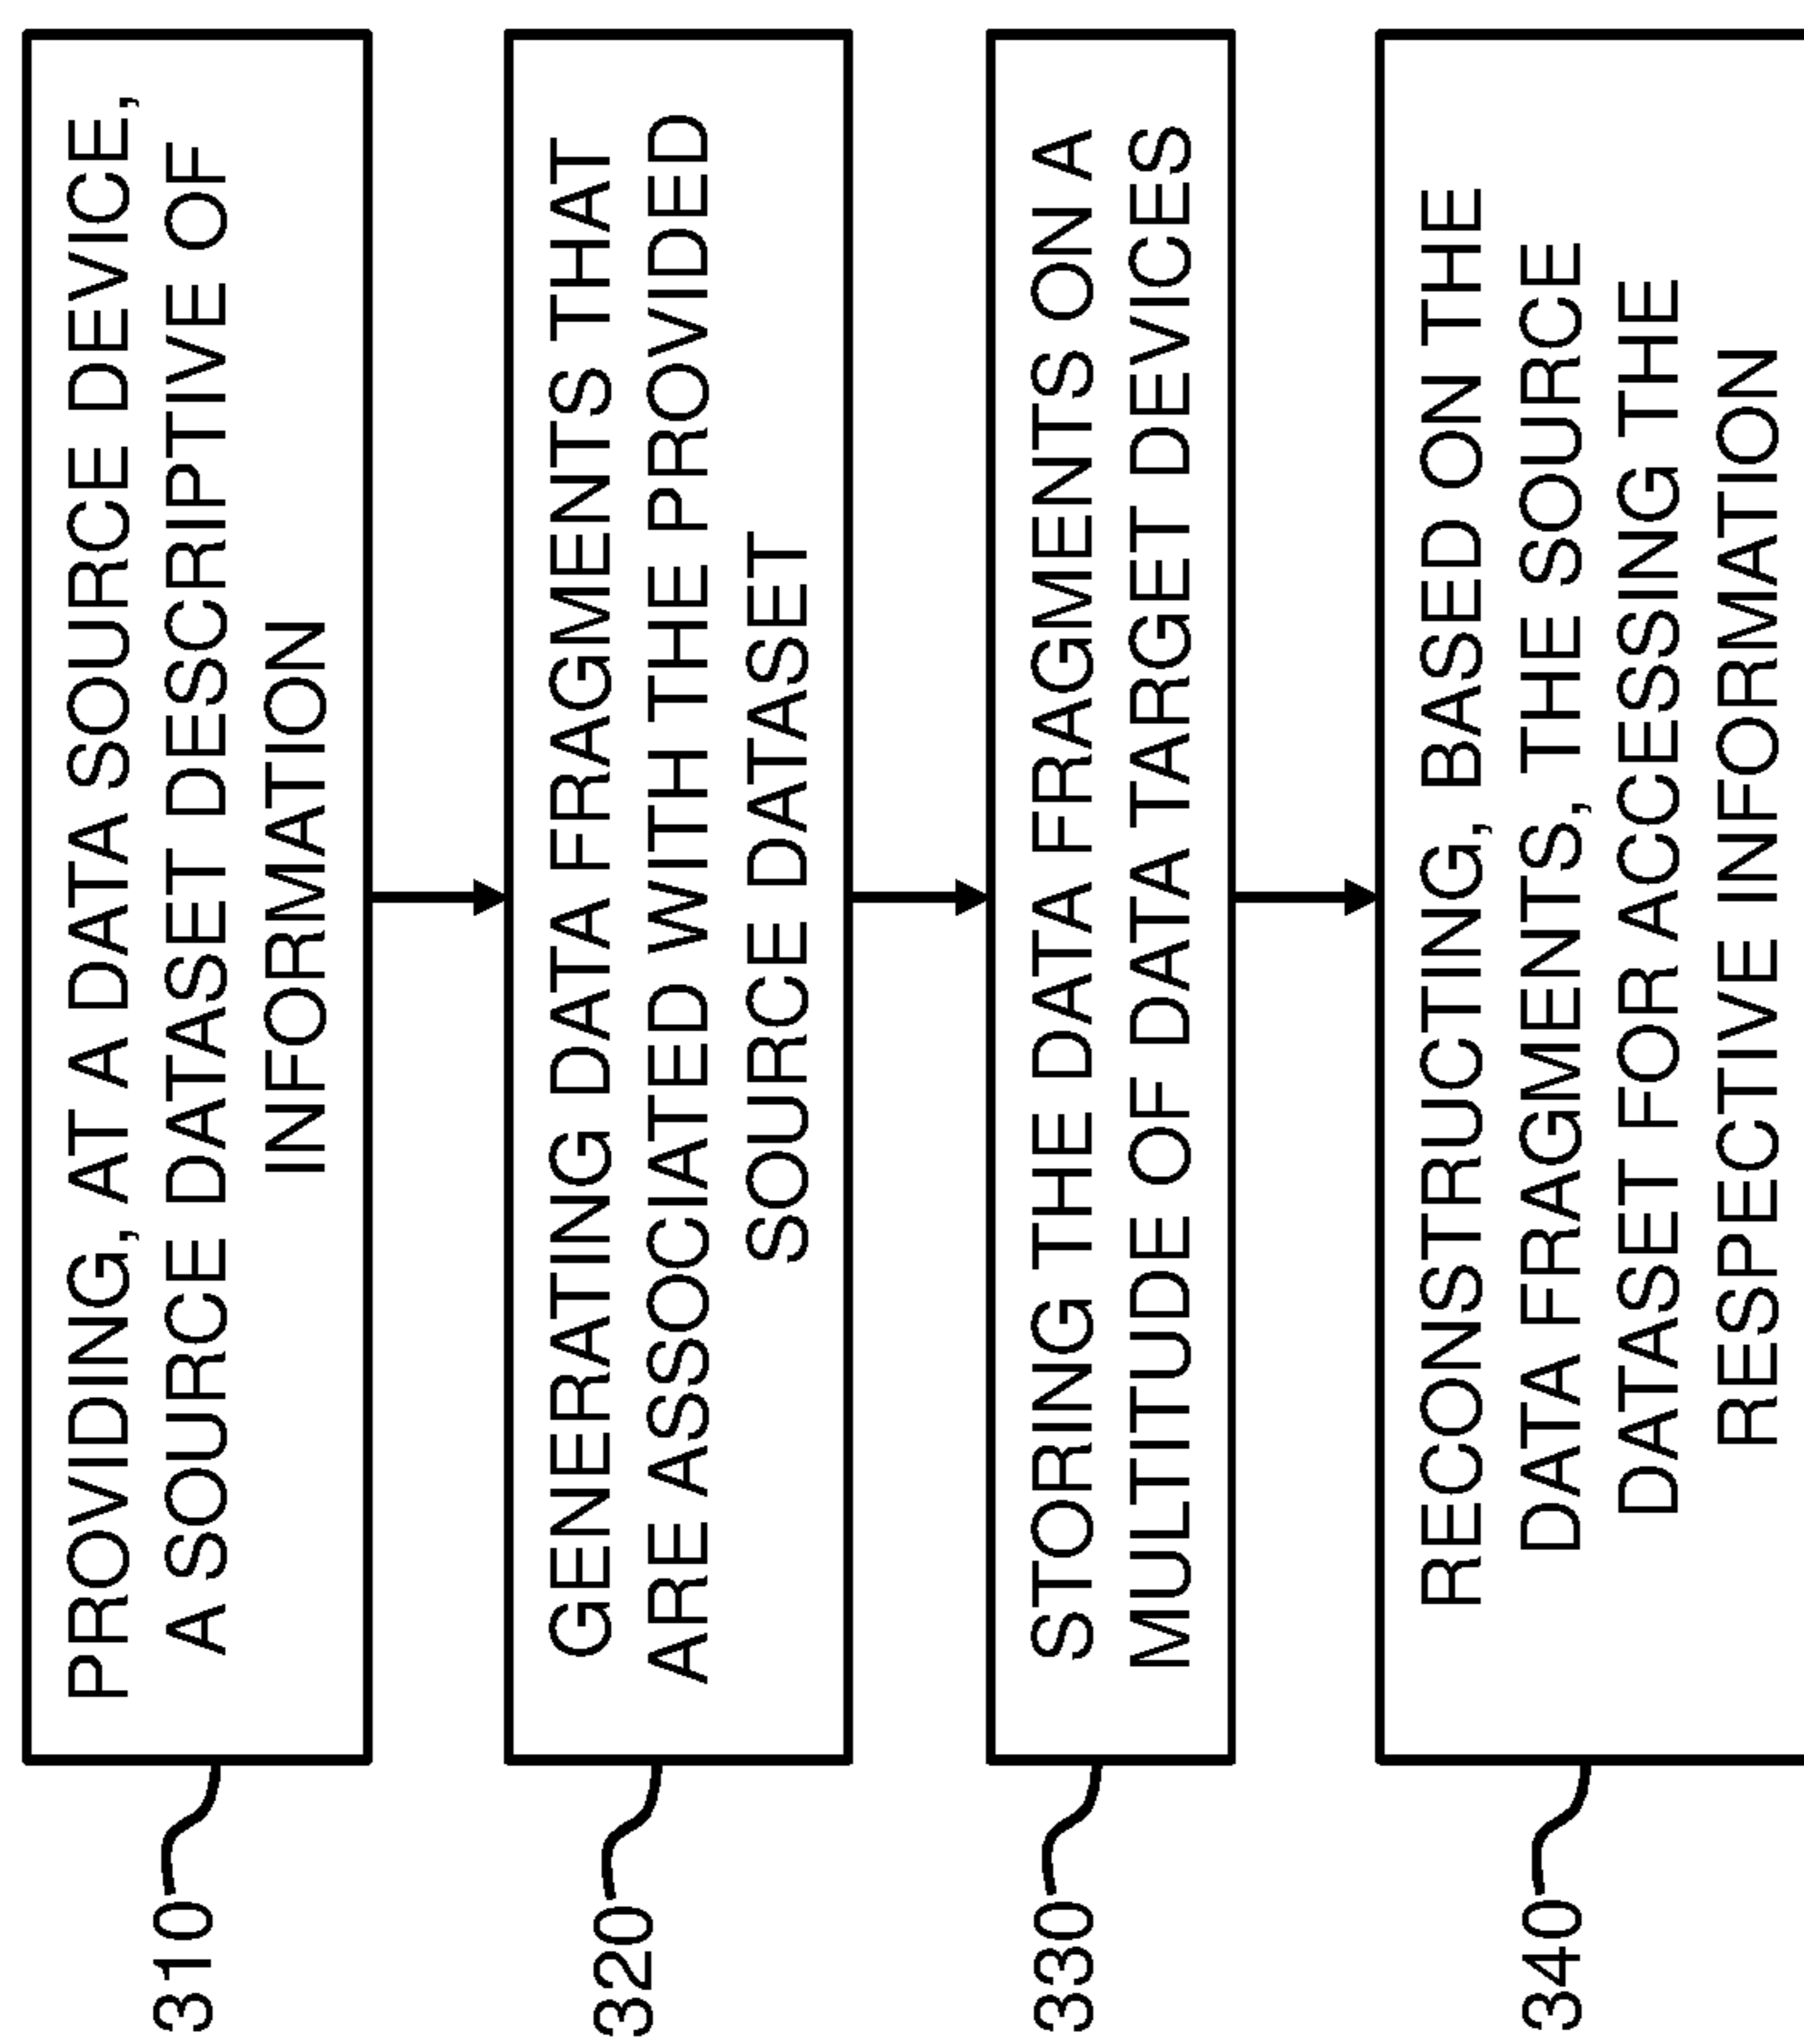 310
PROVIDING, AT A DATA SOURCE DEVICE,
A SOURCE DATASET DESCRIPTIVE OF
INFORMATION
320
GENERATING DATA FRAGMENTS THAT
ARE ASSOCIATED WITH THE PROVIDED
SOURCE DATASET
330
STORING THE DATA FRAGMENTS ON A
MULTITUDE OF DATA TARGET DEVICES
340
RECONSTRUCTING, BASED ON THE
DATA FRAGMENTS, THE SOURCE
DATASET FOR ACCESSING THE
RESPECTIVE INFORMATION